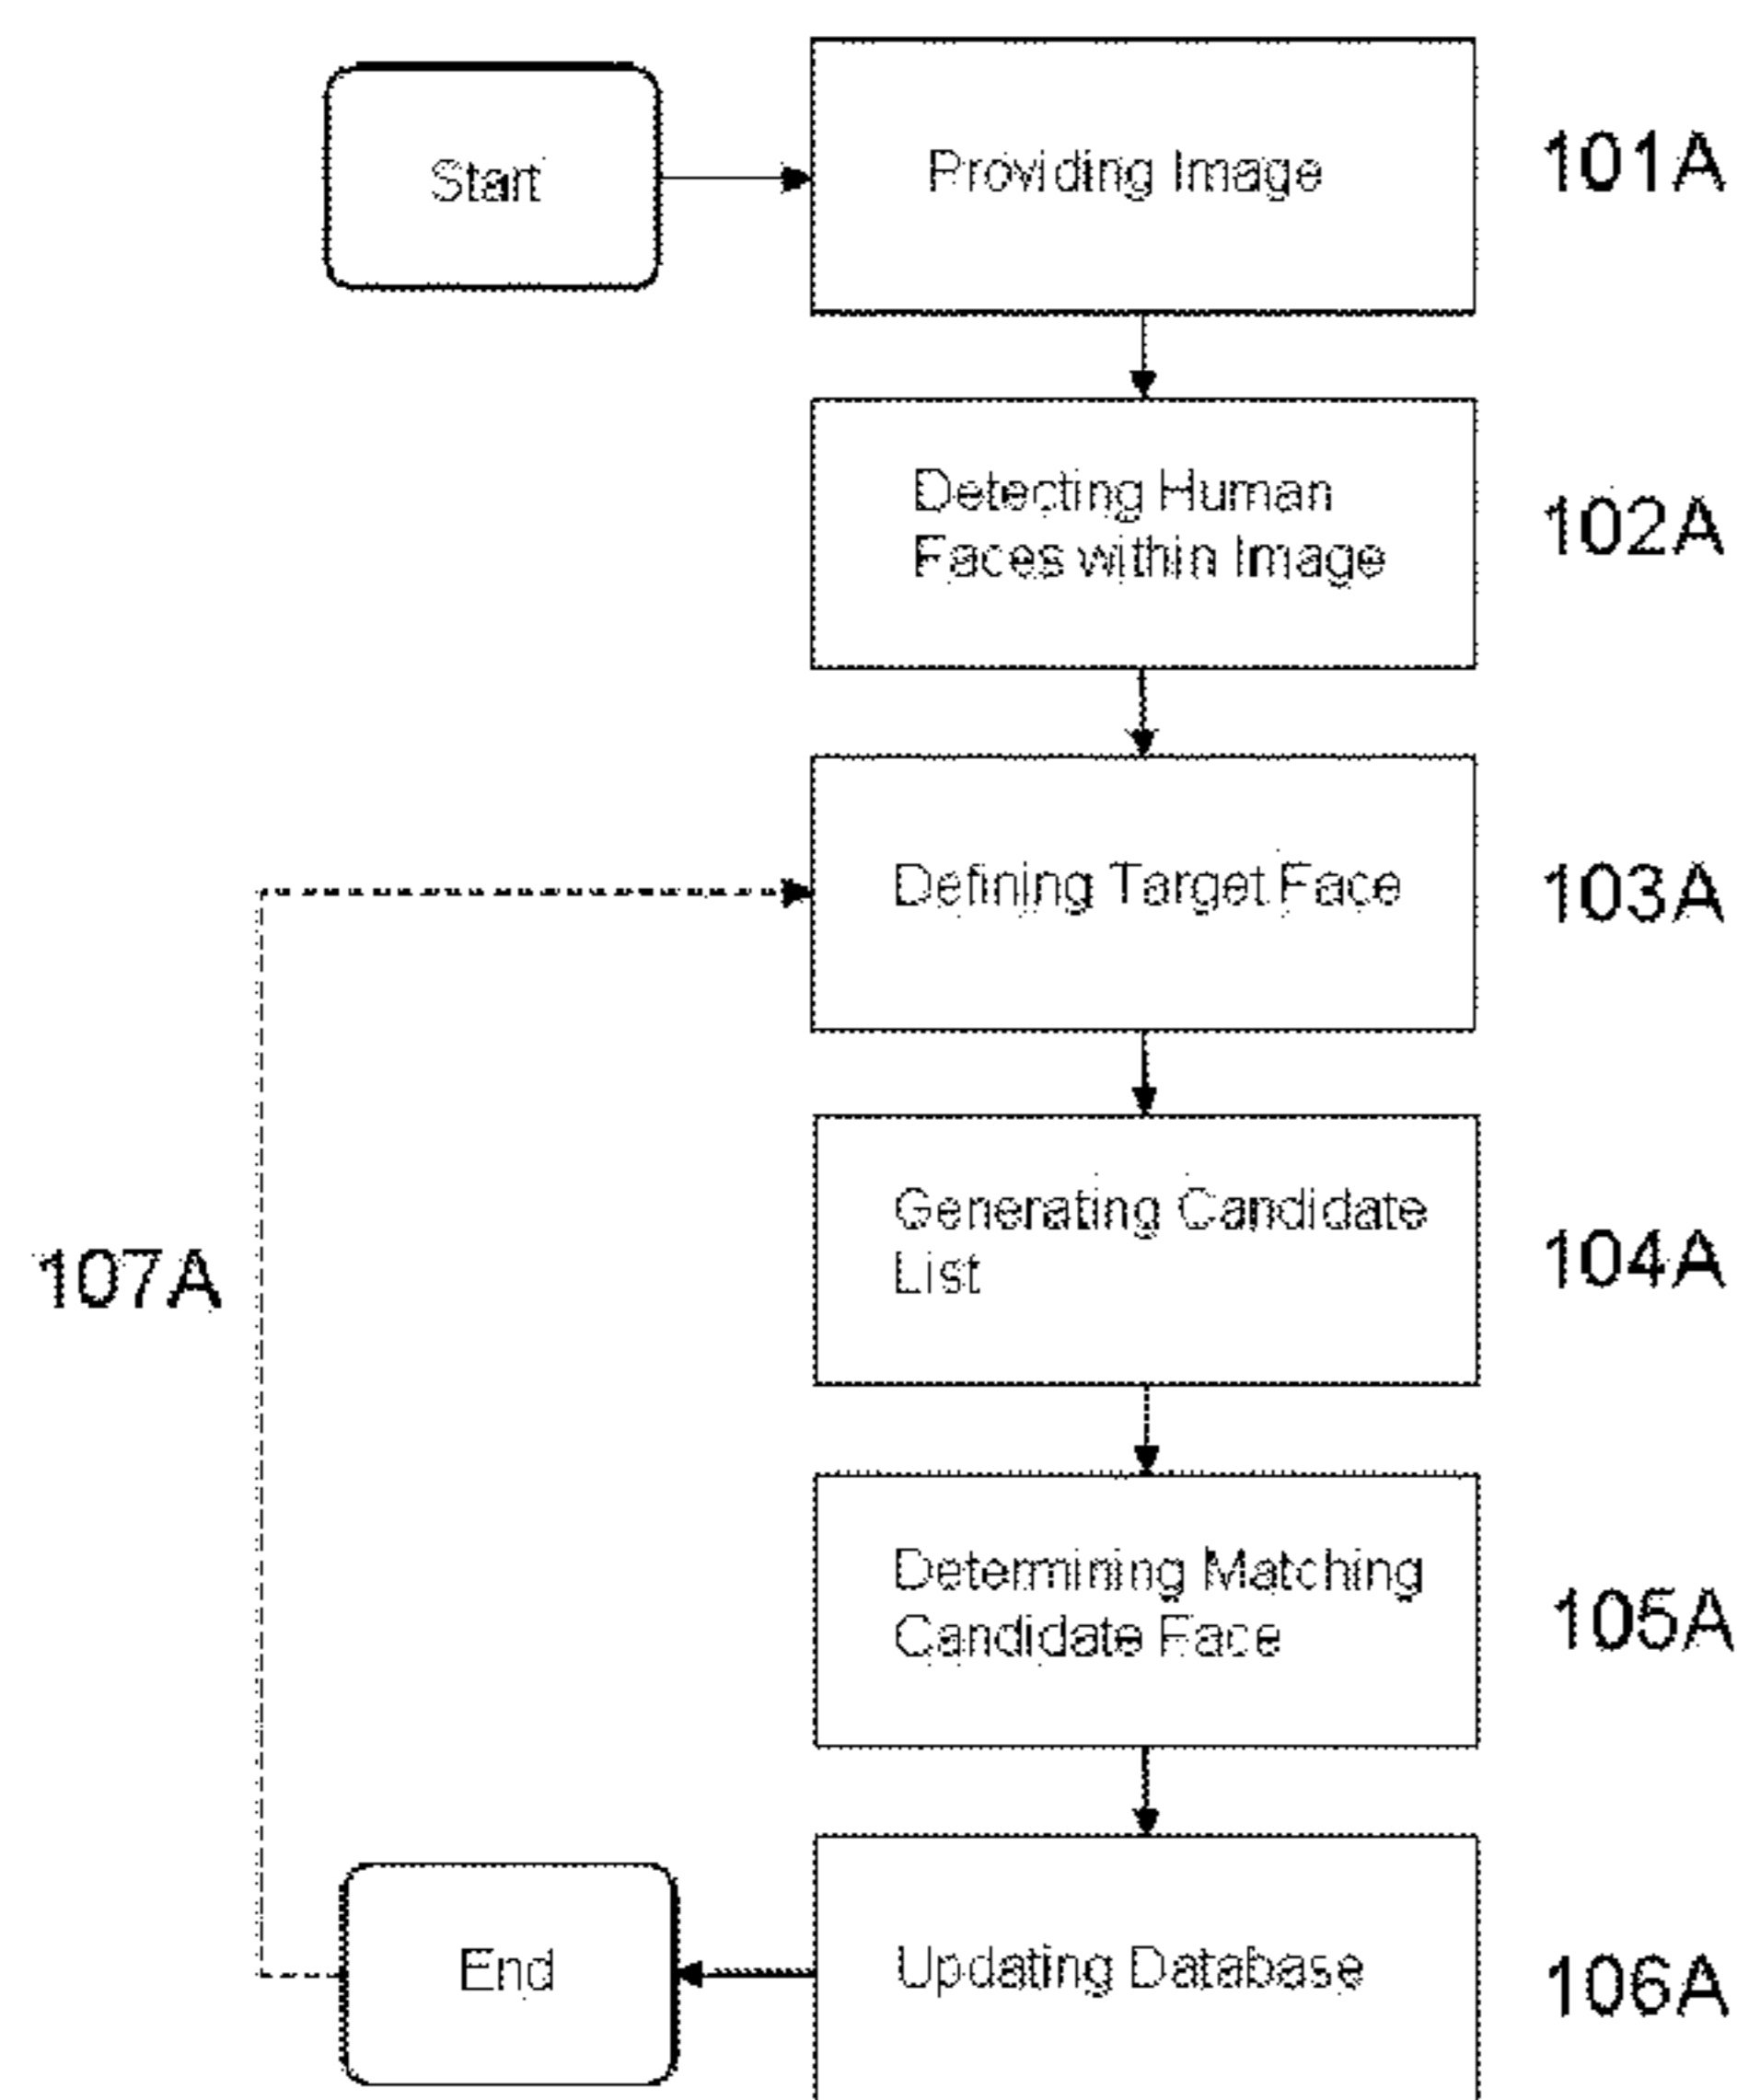 Start
Providing Image
101A
Detecting Human
Faces within Image
102A
Defining Target Face
103A
Generating Candidate
List
104A
107A
Determining Matching
Candidate Face
105A
End
Updating Database
106A